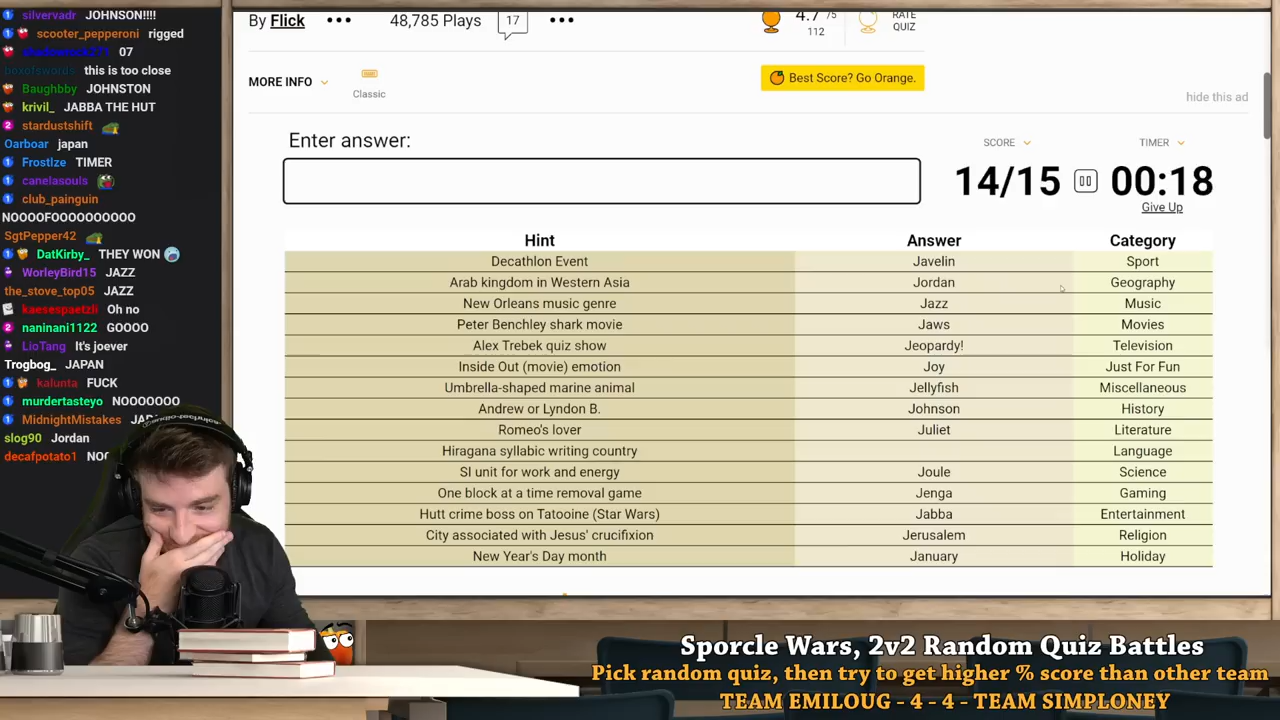 silvervadr JOHNSON!!!!
scooter_pepperoni rigged
07
boxofswords this is too close
Baughbby JOHNSTON
krivil_ JABBA THE HUT
stardustshift
Oarboar japan
Frostlze TIMER
canelasouls
club_painguin
NOOOOFOOOOOOOOOO
SgtPepper42
DatKirby_ THEY WON
WorleyBird15 JAZZ
the_stove_top05 JAZZ
kaesespaetzli Oh no
naninani1122 GOOOO
LioTang It's joever
Trogbog_ JAPAN
kalunta FUCK
murdertasteyo NOOOOOOO
MidnightMistakes
slog90 Jordan
decafpotato1
By Flick ••• 48,785 Plays 17 •••
4.7 /5
112
RATE
QUIZ
MORE INFO
Classic
Best Score? Go Orange.
hide this ad
Enter answer:
SCORE
TIMER
14/15 00:18
Give Up
Hint Answer Category
Decathlon Event Javelin Sport
Arab kingdom in Western Asia Jordan Geography
New Orleans music genre Jazz Music
Peter Benchley shark movie Jaws Movies
Alex Trebek quiz show Jeopardy! Television
Inside Out (movie) emotion Joy Just For Fun
Umbrella-shaped marine animal Jellyfish Miscellaneous
Andrew or Lyndon B. Johnson History
Romeo's lover Juliet Literature
Hiragana syllabic writing country Language
SI unit for work and energy Joule Science
One block at a time removal game Jenga Gaming
Hutt crime boss on Tatooine (Star Wars) Jabba Entertainment
City associated with Jesus' crucifixion Jerusalem Religion
New Year's Day month January Holiday
Sporcle Wars, 2v2 Random Quiz Battles
Pick random quiz, then try to get higher % score than other team
TEAM EMILOUG - 4 - 4 - TEAM SIMPLONEY